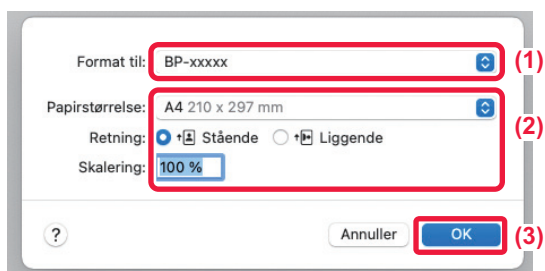 Format til: BP-xxxxx (1)
Papirstørrelse: A4 210 x 297 mm
(2)
Retning: Stående Liggende
Skalering: 100 %
? Annuller OK (3)